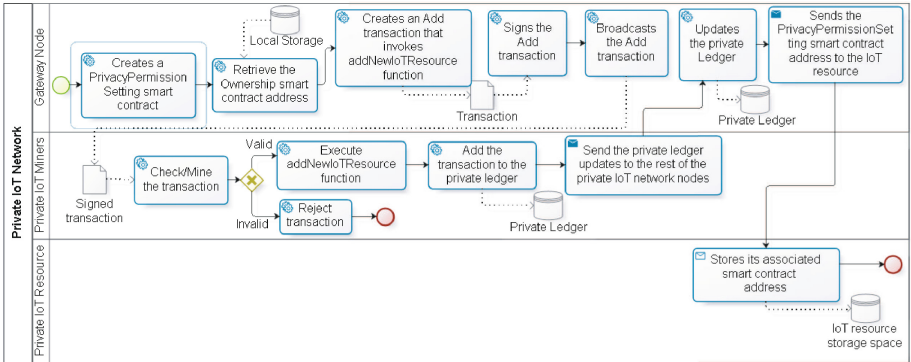 Private IoT Network
Gateway Node
Creates a
PrivacyPermission
Setting smart
contract
Local Storage
Retrieve the
Ownership smart
contract address
Creates an Add
transaction that
invokes
addNewIoTResource
function
Transaction
Signs the
Add
transaction
Broadcasts
the Add
transaction
Updates
the private
Ledger
Private Ledger
Sends the
PrivacyPermissionSet
ting smart contract
address to the IoT
resource
Private IoT Miners
Signed
transaction
Check/Mine
the transaction
Valid
Invalid
Execute
addNewIoTResource
function
Reject
transaction
Add the
transaction to the
private ledger
Private Ledger
Send the private ledger
updates to the rest of the
private IoT network nodes
Private IoT Resource
Stores its associated
smart contract
address
IoT resource
storage space